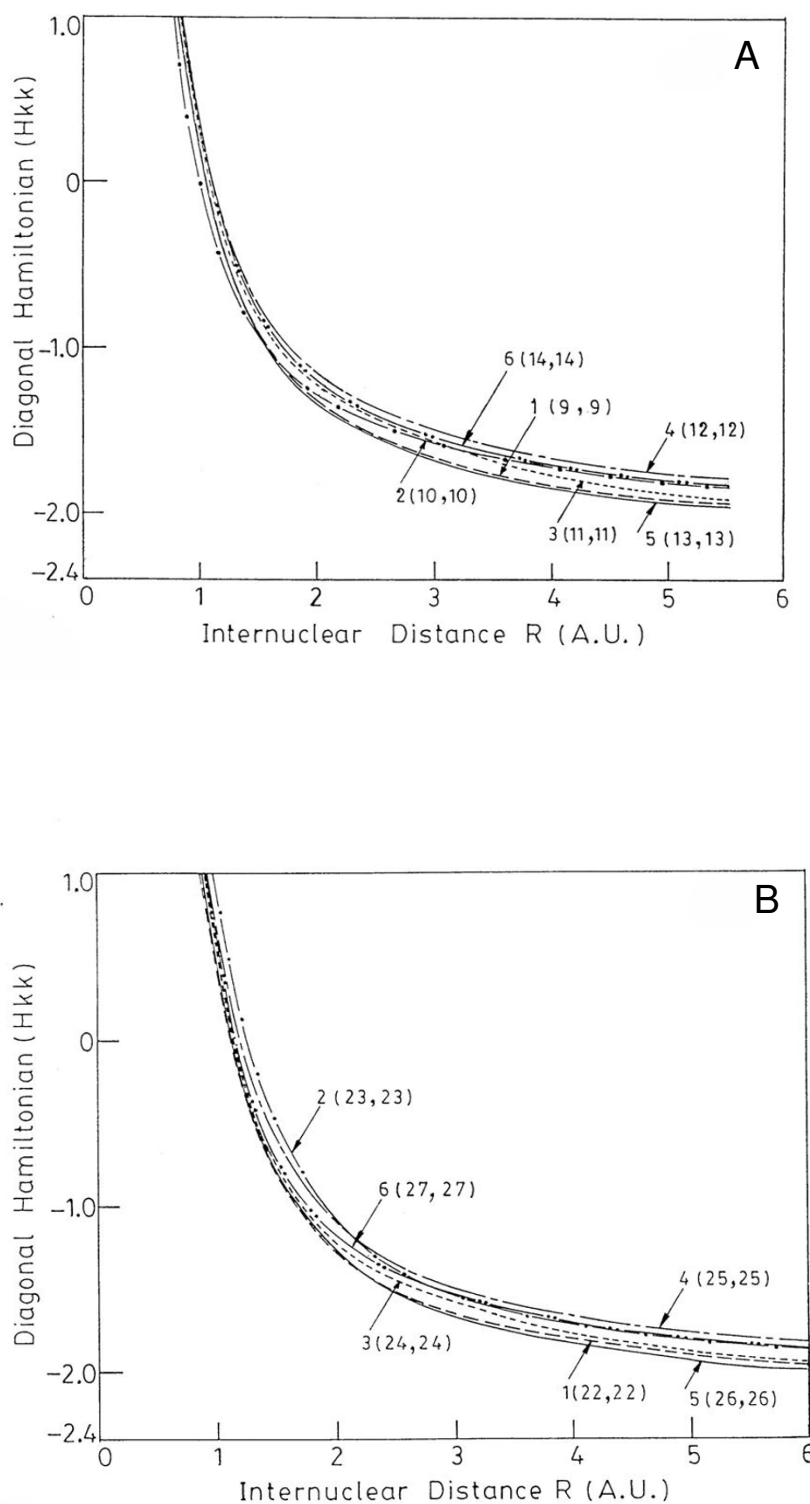 A
Diagonal Hamiltonian (Hkk)
1.0
0
-1.0
-2.0
-2.4
6 (14,14)
1 (9,9)
4 (12,12)
2 (10,10)
3 (11,11)
5 (13,13)
0 1 2 3 4 5 6
Internuclear Distance R (A.U.)
B
Diagonal Hamiltonian (Hkk)
1.0
0
-1.0
-2.0
-2.4
2 (23,23)
6 (27,27)
4 (25,25)
3 (24,24)
1 (22,22)
5 (26,26)
0 1 2 3 4 5 6
Internuclear Distance R (A.U.)